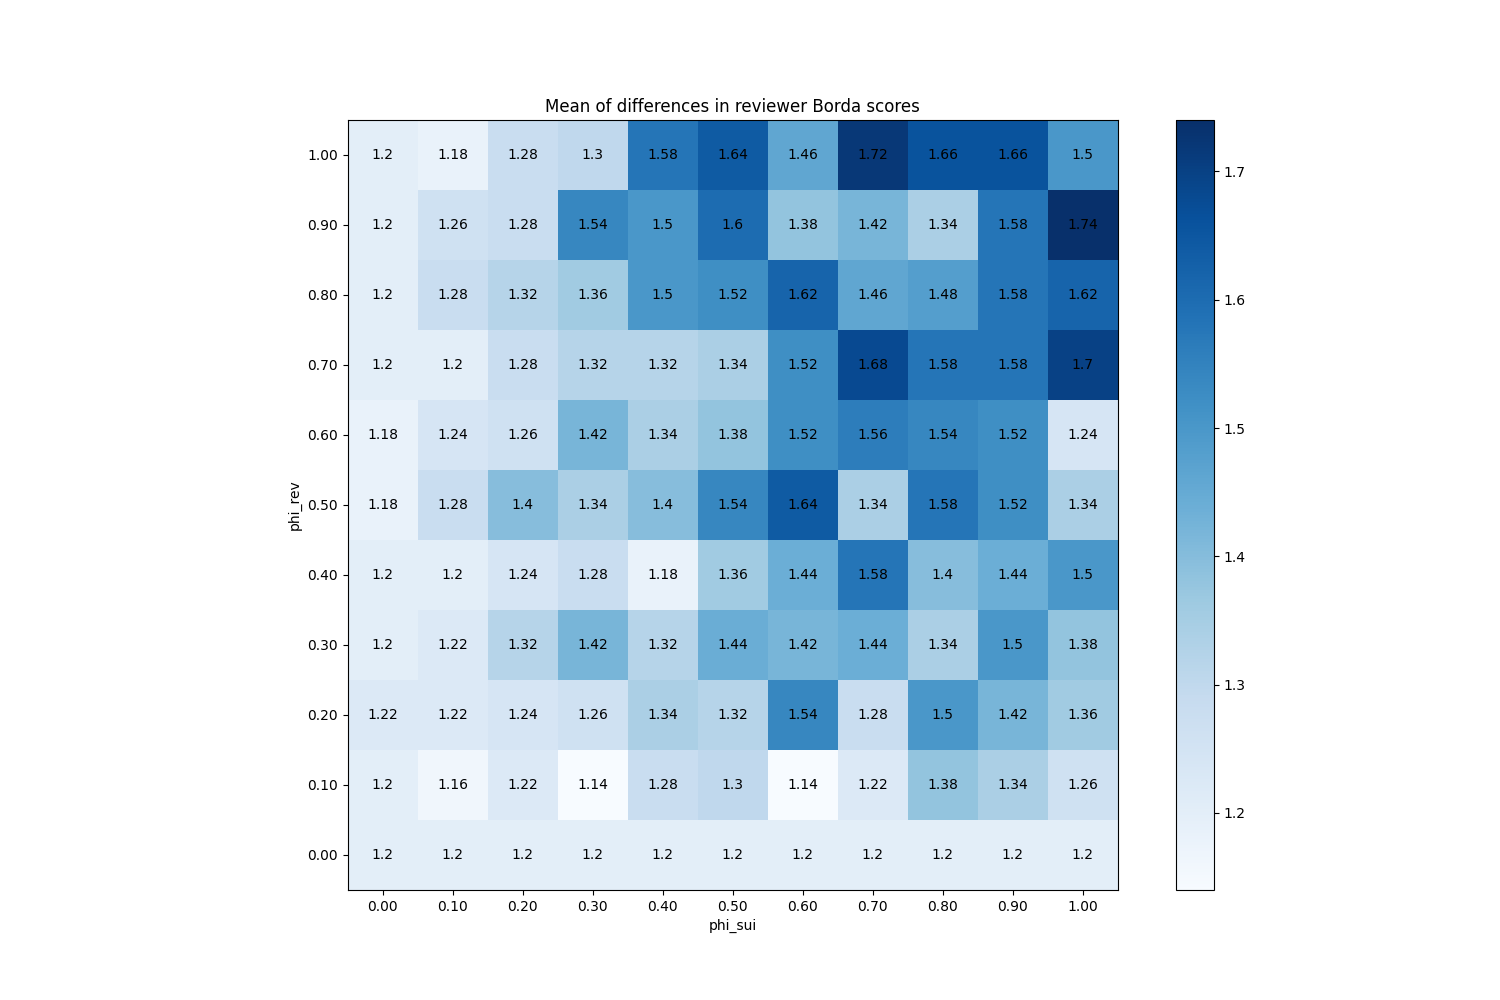 Mean of differences in reviewer Borda scores
1.00 1.2 1.18 1.28 1.3 1.58 1.64 1.46 1.72 1.66 1.66 1.5
0.90 1.2 1.26 1.28 1.54 1.5 1.6 1.38 1.42 1.34 1.58 1.74
0.80 1.2 1.28 1.32 1.36 1.5 1.52 1.62 1.46 1.48 1.58 1.62
0.70 1.2 1.2 1.28 1.32 1.32 1.34 1.52 1.68 1.58 1.58 1.7
0.60 1.18 1.24 1.26 1.42 1.34 1.38 1.52 1.56 1.54 1.52 1.24
0.50 1.18 1.28 1.4 1.34 1.4 1.54 1.64 1.34 1.58 1.52 1.34
0.40 1.2 1.2 1.24 1.28 1.18 1.36 1.44 1.58 1.4 1.44 1.5
0.30 1.2 1.22 1.32 1.42 1.32 1.44 1.42 1.44 1.34 1.5 1.38
0.20 1.22 1.22 1.24 1.26 1.34 1.32 1.54 1.28 1.5 1.42 1.36
0.10 1.2 1.16 1.22 1.14 1.28 1.3 1.14 1.22 1.38 1.34 1.26
0.00 1.2 1.2 1.2 1.2 1.2 1.2 1.2 1.2 1.2 1.2 1.2
0.00 0.10 0.20 0.30 0.40 0.50 0.60 0.70 0.80 0.90 1.00
phi_sui
phi_rev
1.7
1.6
1.5
1.4
1.3
1.2